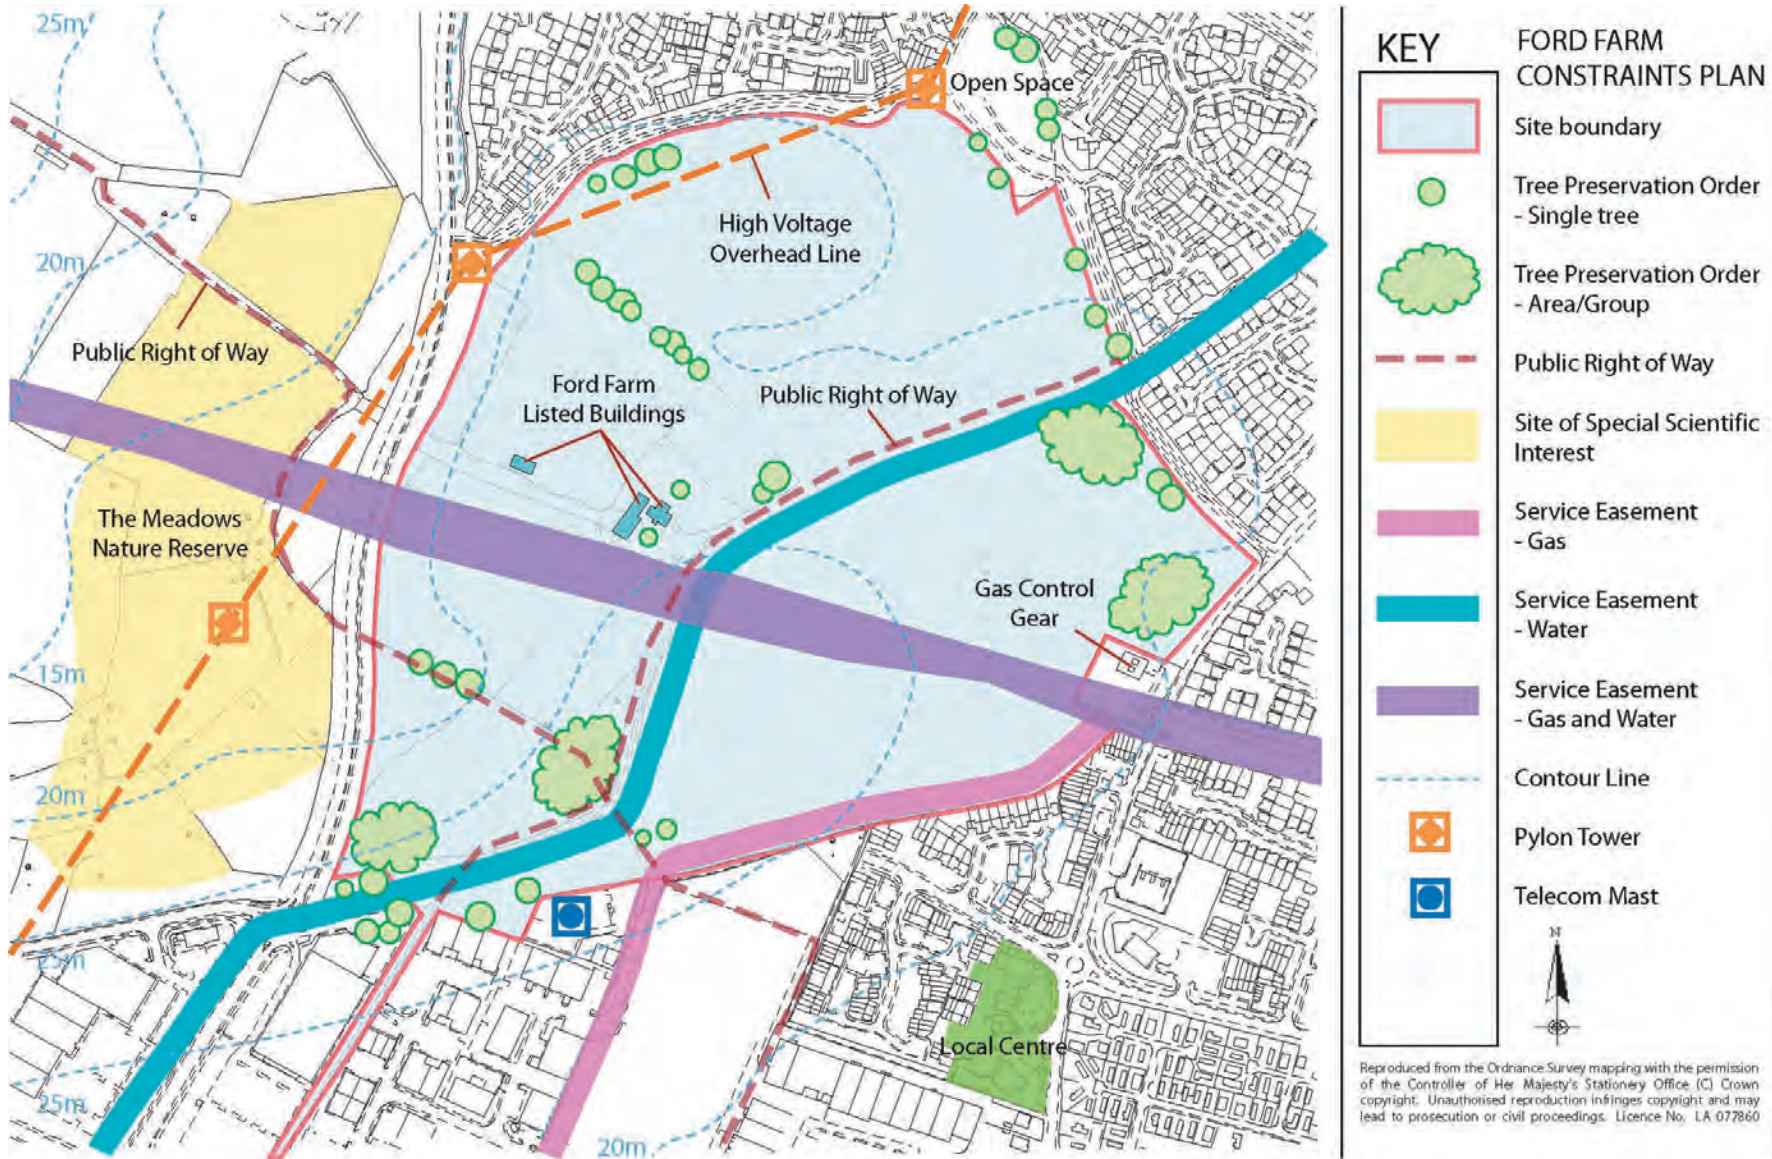 25m
Open Space
High Voltage
Overhead Line
20m
Public Right of Way
Ford Farm
Listed Buildings
Public Right of Way
The Meadows
Nature Reserve
Gas Control
Gear
15m
20m
25m
Local Centre
25m
20m
KEY
FORD FARM
CONSTRAINTS PLAN
Site boundary
Tree Preservation Order
- Single tree
Tree Preservation Order
- Area/Group
Public Right of Way
Site of Special Scientific
Interest
Service Easement
- Gas
Service Easement
- Water
Service Easement
- Gas and Water
Contour Line
Pylon Tower
Telecom Mast
N
Reproduced from the Ordnance Survey mapping with the permission
of the Controller of Her Majesty's Stationery Office (C) Crown
copyright. Unauthorised reproduction infringes copyright and may
lead to prosecution or civil proceedings. Licence No. LA 077860